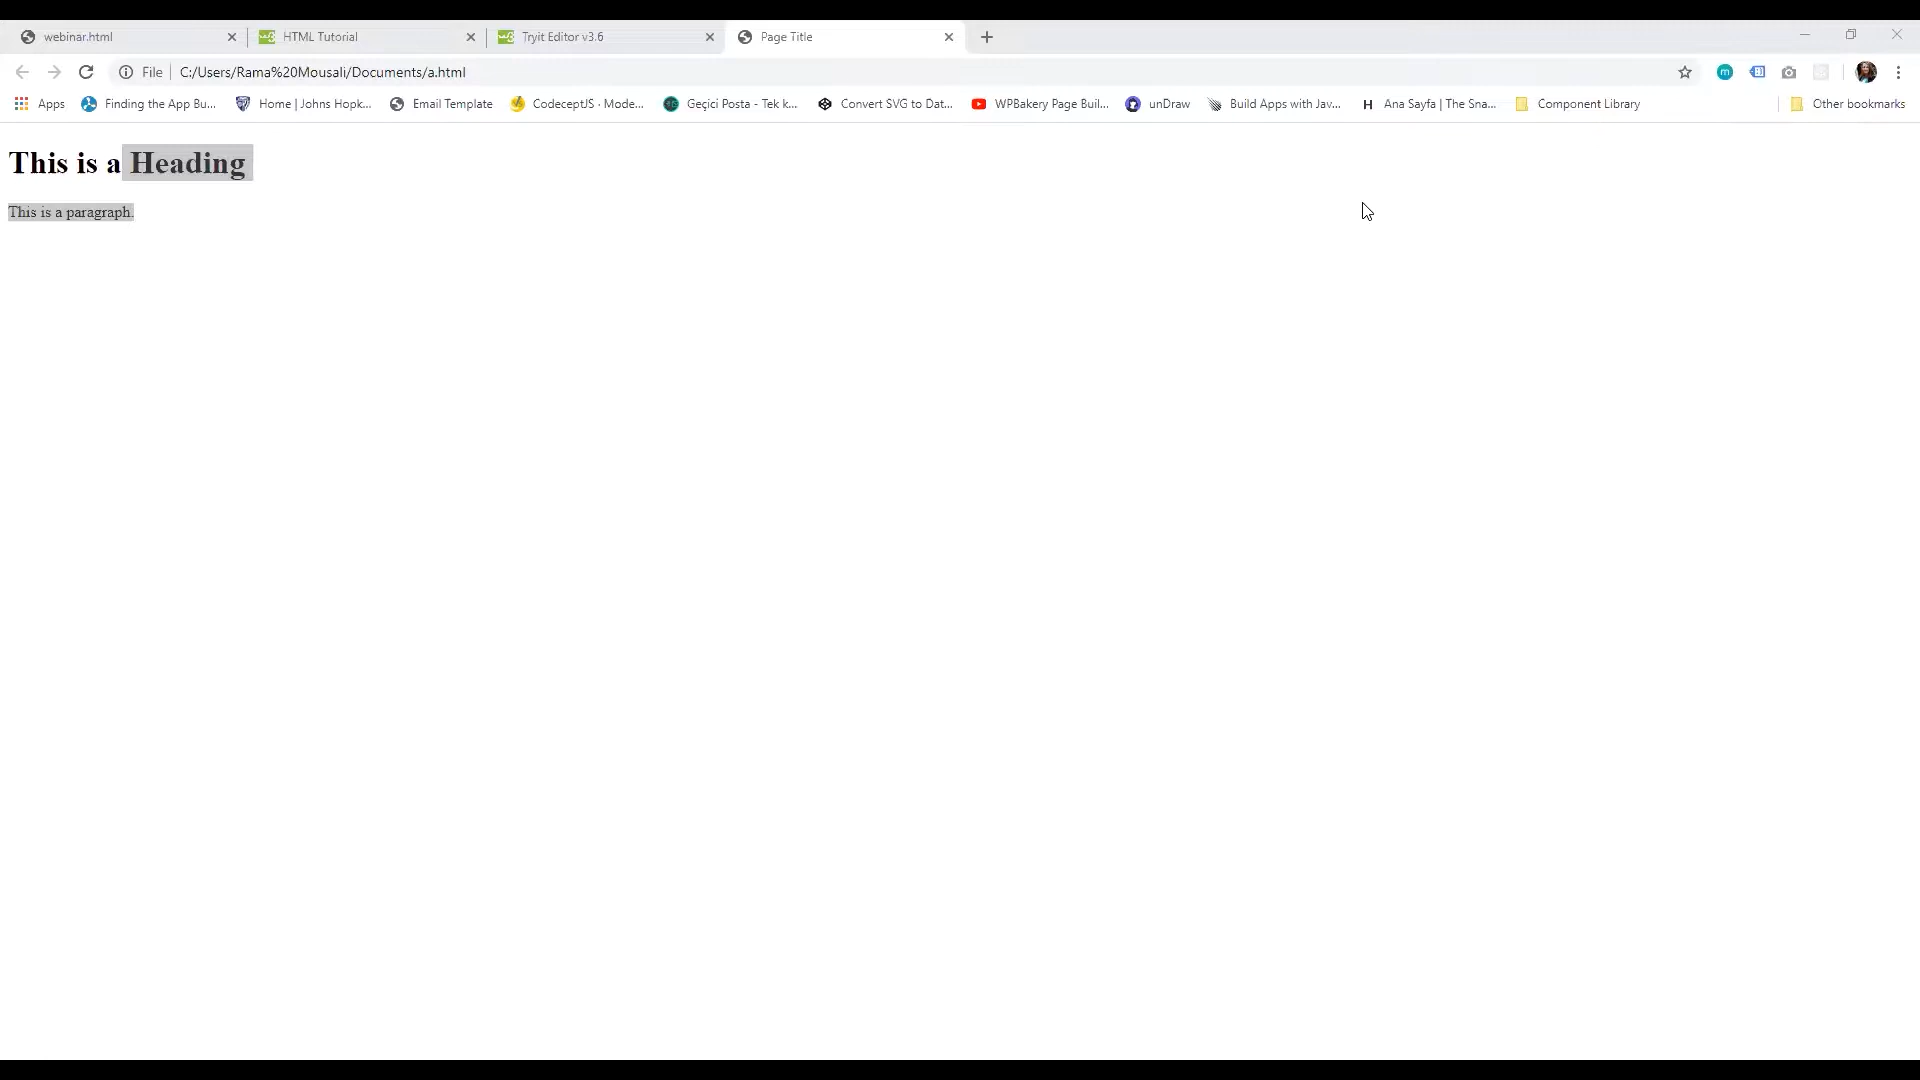 webinar.html
HTML Tutorial
Tryit Editor v3.6
Page Title
File C:/Users/Rama%20Mousali/Documents/a.html
m
Apps Finding the App Bu... Home | Johns Hopk... Email Template CodeceptJS · Mode... Geçici Posta - Tek k... Convert SVG to Dat... WPBakery Page Buil... unDraw Build Apps with Jav... H Ana Sayfa | The Sna... Component Library Other bookmarks
This is a Heading
This is a paragraph.